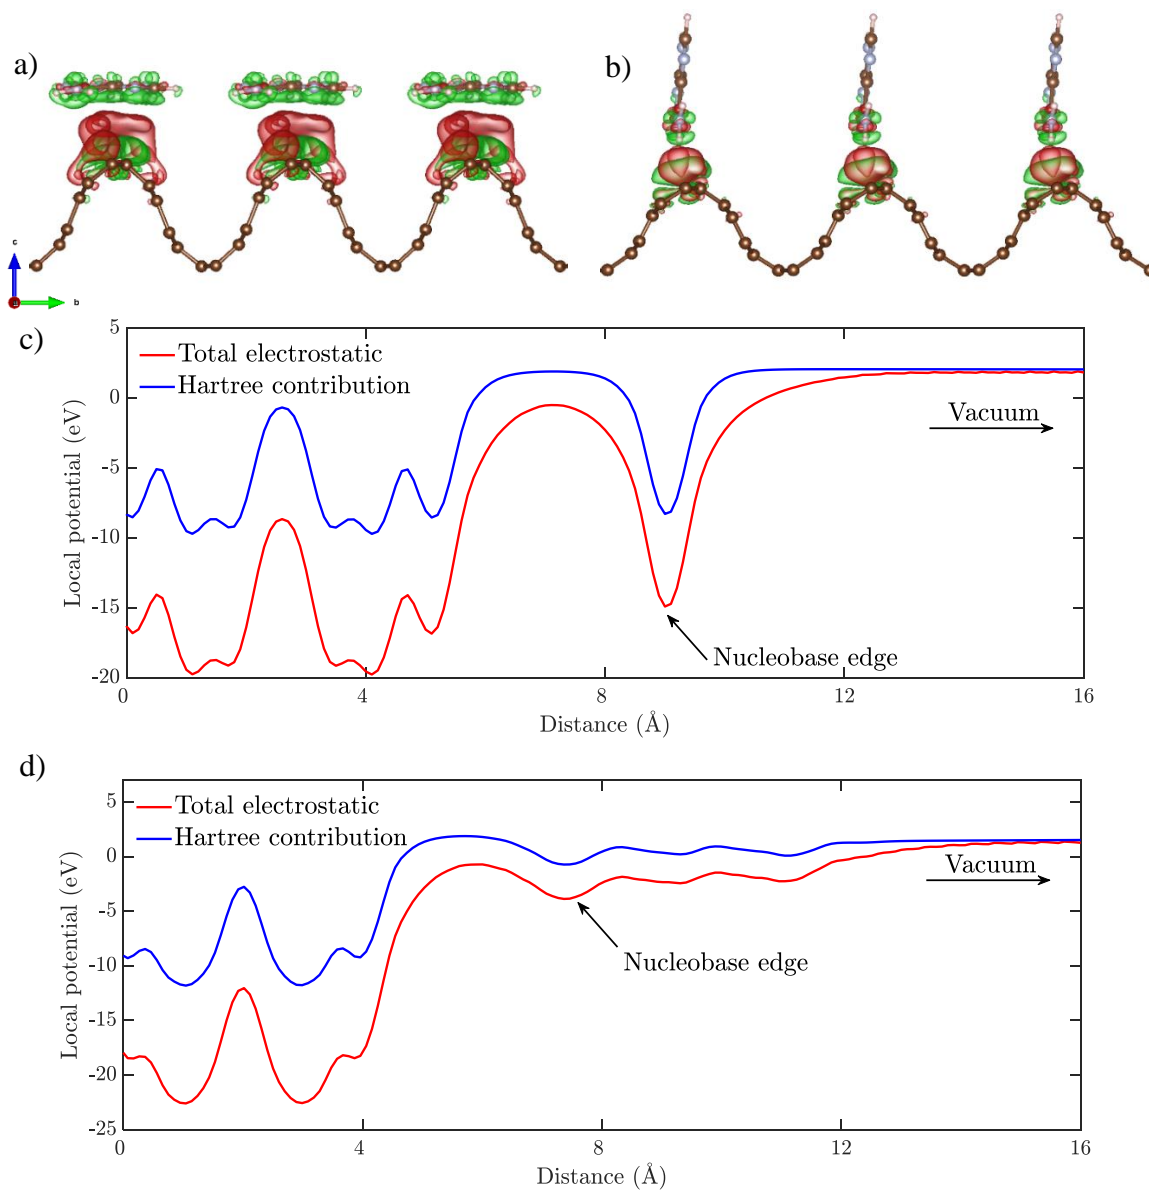 a)
b)
c
b
c)
5
0
-5
-10
-15
-20
Local potential (eV)
Total electrostatic
Hartree contribution
Vacuum
Nucleobase edge
0
4
8
12
16
Distance (Å)
d)
5
0
-5
-10
-15
-20
-25
Local potential (eV)
Total electrostatic
Hartree contribution
Vacuum
Nucleobase edge
0
4
8
12
16
Distance (Å)